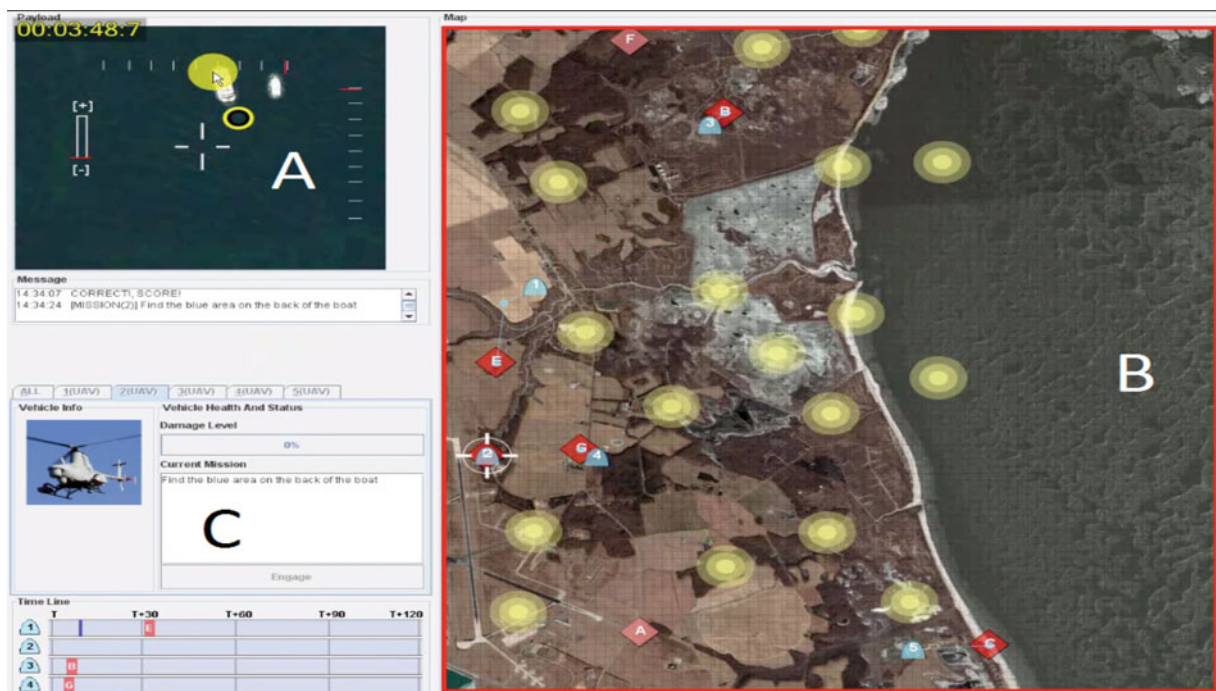 Payload
00:03:48:7
[+]
[-]
A
Message
14:34:07 CORRECT!, SCORE!
14:34:24 [MISSION(2)] Find the blue area on the back of the boat
ALL 1(UAV) 2(UAV) 3(UAV) 4(UAV) 5(UAV)
Vehicle Info
Vehicle Health And Status
Damage Level
0%
Current Mission
Find the blue area on the back of the boat
C
Engage
Time Line
T T+30 T+60 T+90 T+120
1 E
2
3 B
4 G
Map
F
B
3
1
E
2
G 4
B
A
5
C